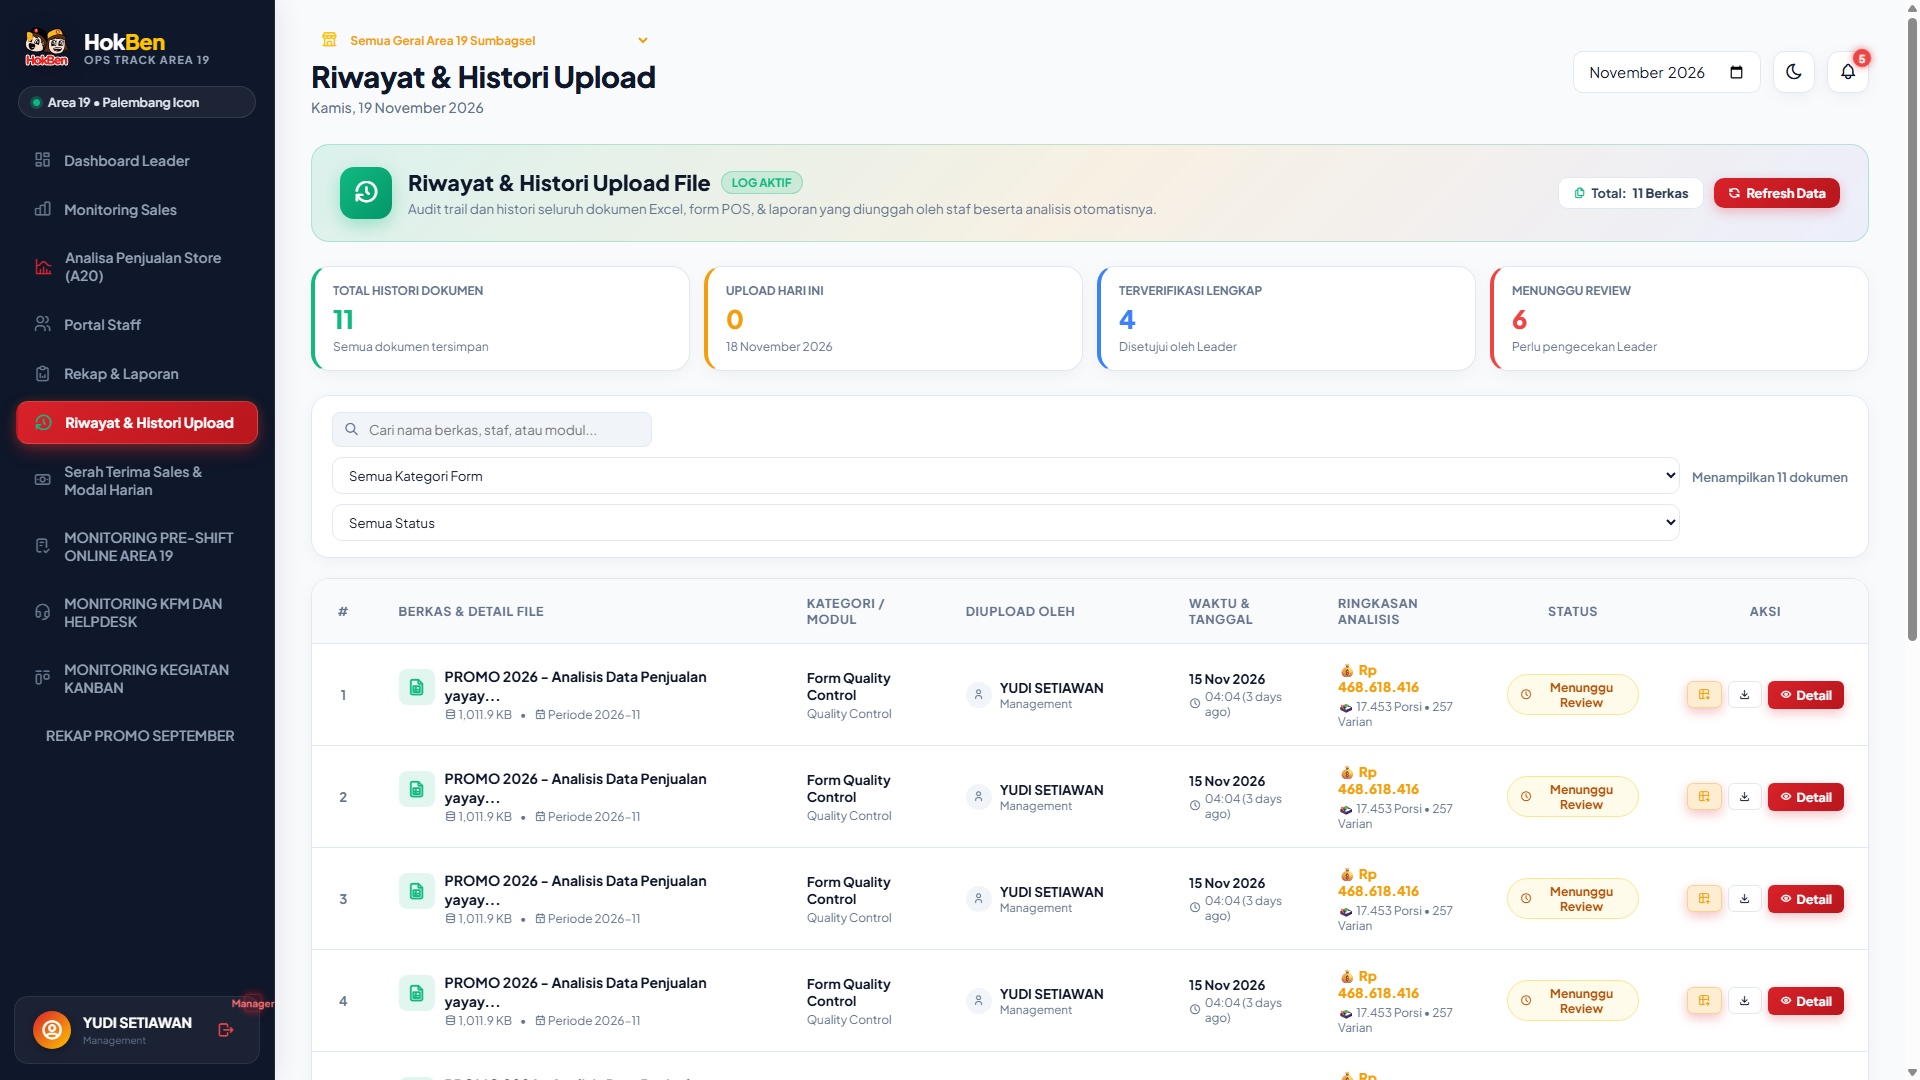 HokBen
OPS TRACK AREA 19
HokBen
Area 19 • Palembang Icon
Dashboard Leader
Monitoring Sales
Analisa Penjualan Store
(A20)
Portal Staff
Rekap & Laporan
Riwayat & Histori Upload
Serah Terima Sales &
Modal Harian
MONITORING PRE-SHIFT
ONLINE AREA 19
MONITORING KFM DAN
HELPDESK
MONITORING KEGIATAN
KANBAN
REKAP PROMO SEPTEMBER
Manager
YUDI SETIAWAN
Management
Semua Gerai Area 19 Sumbagsel
Riwayat & Histori Upload
Kamis, 19 November 2026
November 2026
5
Riwayat & Histori Upload File
LOG AKTIF
Audit trail dan histori seluruh dokumen Excel, form POS, & laporan yang diunggah oleh staf beserta analisis otomatisnya.
Total: 11 Berkas
Refresh Data
TOTAL HISTORI DOKUMEN
11
Semua dokumen tersimpan
UPLOAD HARI INI
0
18 November 2026
TERVERIFIKASI LENGKAP
4
Disetujui oleh Leader
MENUNGGU REVIEW
6
Perlu pengecekan Leader
Cari nama berkas, staf, atau modul...
Semua Kategori Form
Menampilkan 11 dokumen
Semua Status
# BERKAS & DETAIL FILE KATEGORI / MODUL DIUPLOAD OLEH WAKTU & TANGGAL RINGKASAN ANALISIS STATUS AKSI
1
PROMO 2026 - Analisis Data Penjualan
yayay...
1,011.9 KB • Periode 2026-11
Form Quality
Control
Quality Control
YUDI SETIAWAN
Management
15 Nov 2026
04:04 (3 days
ago)
Rp
468.618.416
17.453 Porsi • 257
Varian
Menunggu
Review
Detail
2
PROMO 2026 - Analisis Data Penjualan
yayay...
1,011.9 KB • Periode 2026-11
Form Quality
Control
Quality Control
YUDI SETIAWAN
Management
15 Nov 2026
04:04 (3 days
ago)
Rp
468.618.416
17.453 Porsi • 257
Varian
Menunggu
Review
Detail
3
PROMO 2026 - Analisis Data Penjualan
yayay...
1,011.9 KB • Periode 2026-11
Form Quality
Control
Quality Control
YUDI SETIAWAN
Management
15 Nov 2026
04:04 (3 days
ago)
Rp
468.618.416
17.453 Porsi • 257
Varian
Menunggu
Review
Detail
4
PROMO 2026 - Analisis Data Penjualan
yayay...
1,011.9 KB • Periode 2026-11
Form Quality
Control
Quality Control
YUDI SETIAWAN
Management
15 Nov 2026
04:04 (3 days
ago)
Rp
468.618.416
17.453 Porsi • 257
Varian
Menunggu
Review
Detail
Rp